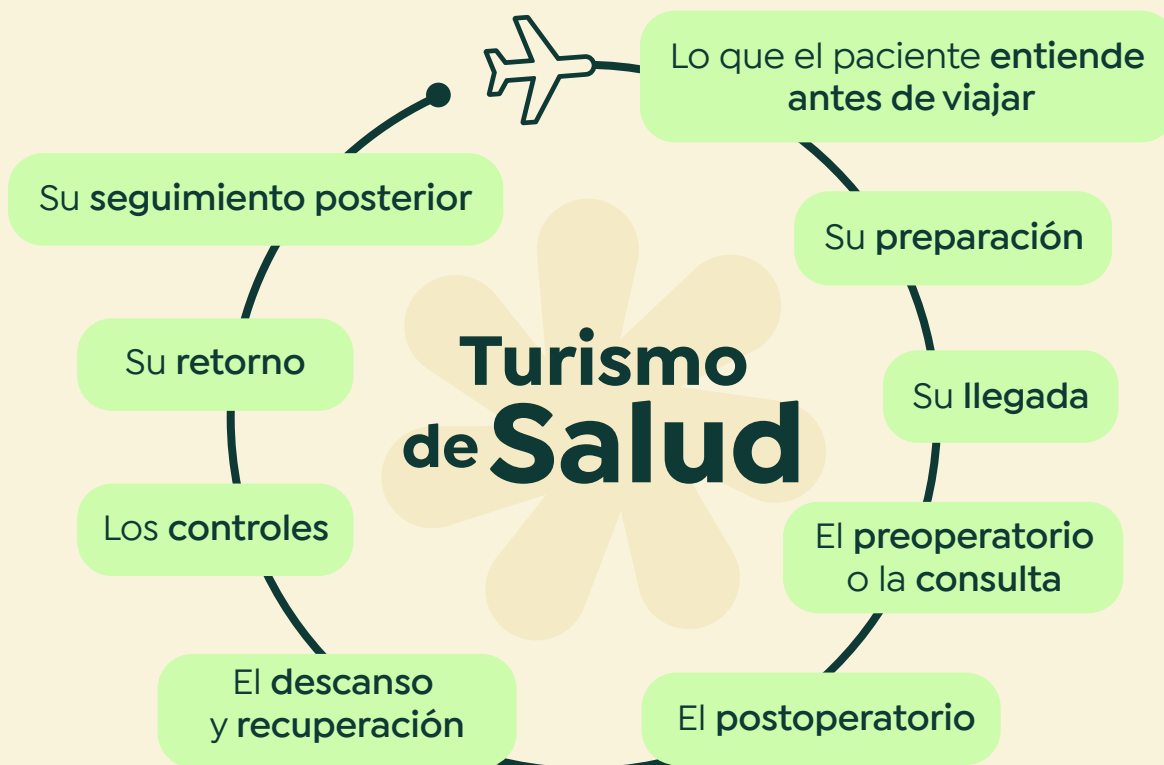 Lo que el paciente entiende
antes de viajar
Su preparación
Su llegada
El preoperatorio
o la consulta
El postoperatorio
El descanso
y recuperación
Los controles
Su retorno
Su seguimiento posterior
Turismo
de Salud